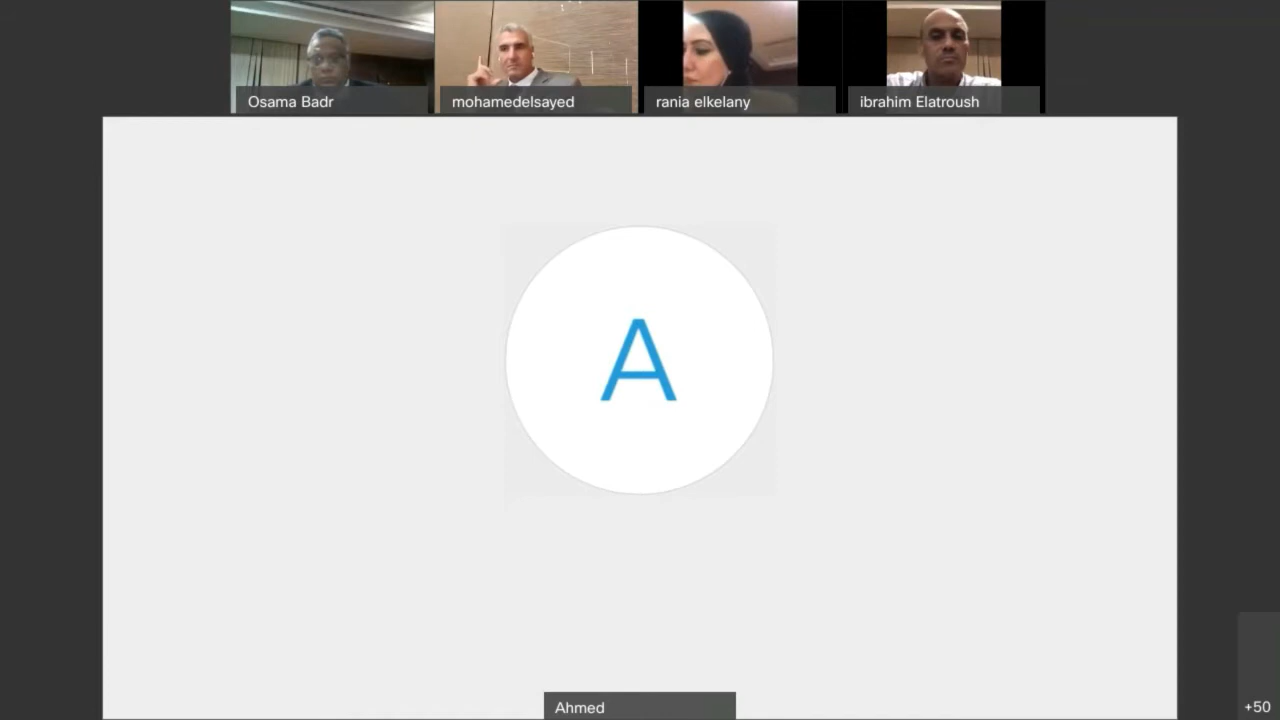 Osama Badr
mohamedelsayed
rania elkelany
ibrahim Elatroush
A
Ahmed
+50